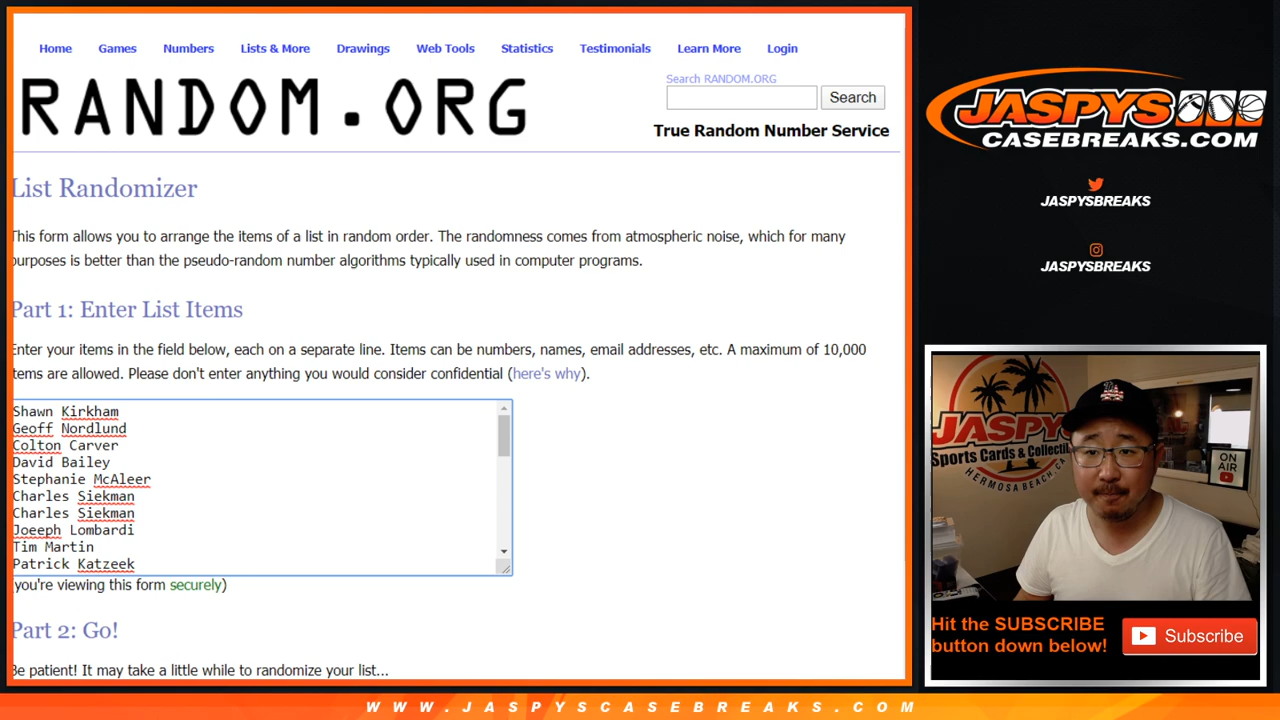 Home Games Numbers Lists & More Drawings Web Tools Statistics Testimonials Learn More Login
RANDOM.ORG
Search RANDOM.ORG
Search
True Random Number Service
List Randomizer
This form allows you to arrange the items of a list in random order. The randomness comes from atmospheric noise, which for many
purposes is better than the pseudo-random number algorithms typically used in computer programs.
Part 1: Enter List Items
Enter your items in the field below, each on a separate line. Items can be numbers, names, email addresses, etc. A maximum of 10,000
items are allowed. Please don't enter anything you would consider confidential (here's why).
Shawn Kirkham
Geoff Nordlund
Colton Carver
David Bailey
Stephanie McAleer
Charles Siekman
Charles Siekman
Joeeph Lombardi
Tim Martin
Patrick Katzeek
(you're viewing this form securely)
Part 2: Go!
Be patient! It may take a little while to randomize your list...
JASPYS
CASEBREAKS.COM
JASPYSBREAKS
JASPYSBREAKS
JASPYS
Sports Cards & Collectibl
HERMOSA BEACH, CA
ON
AIR
Hit the SUBSCRIBE
button down below!
Subscribe
WWW.JASPYSCASEBREAKS.COM